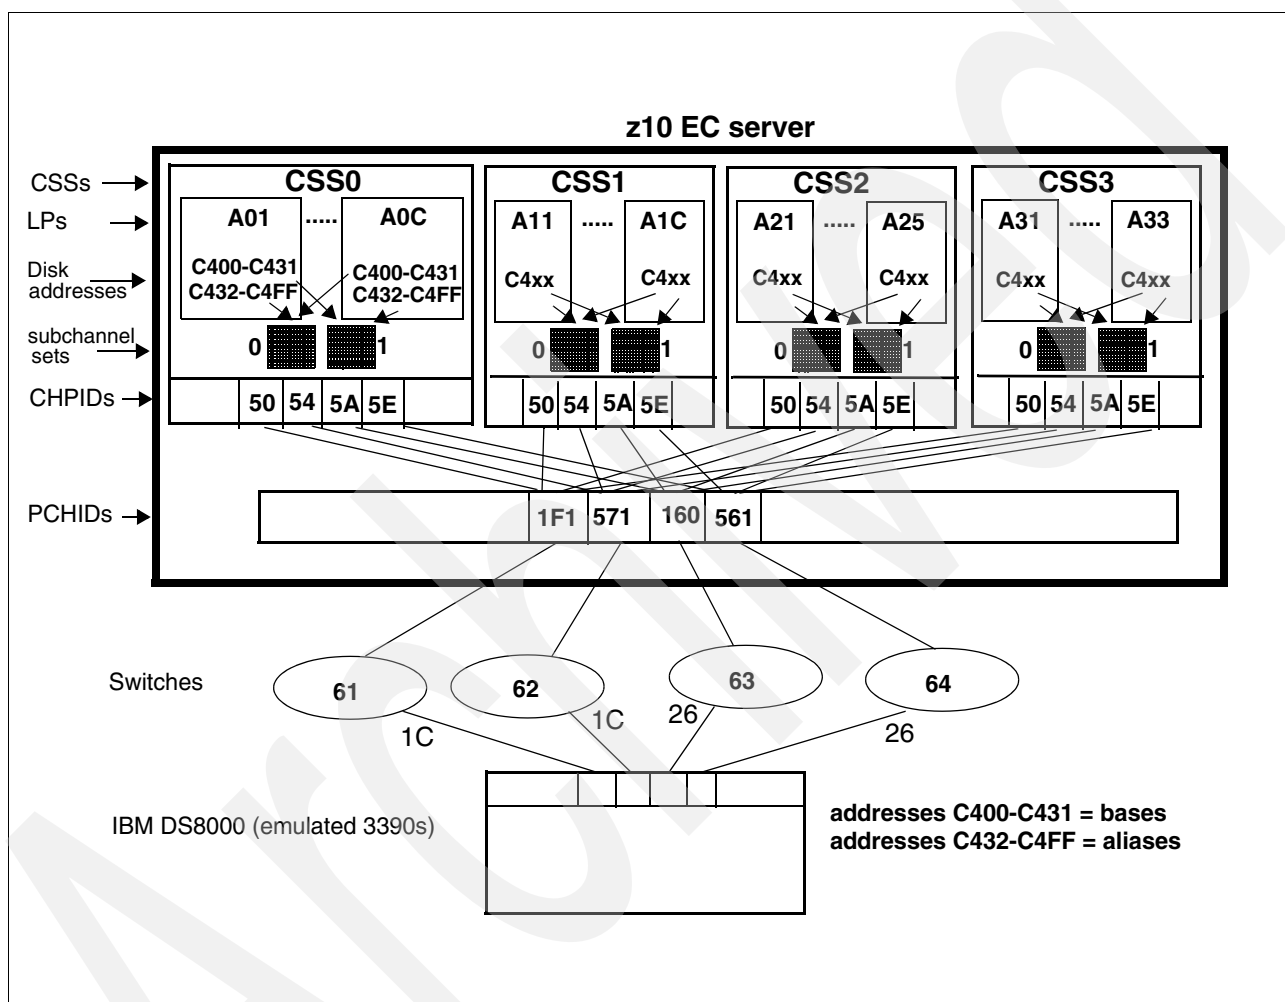 z10 EC server
CSSs
CSS0 CSS1 CSS2 CSS3
LPs
A01 ..... A0C A11 ..... A1C A21 ..... A25 A31 ..... A33
Disk
addresses
C400-C431 C400-C431
C432-C4FF C432-C4FF
C4xx C4xx C4xx C4xx C4xx C4xx
subchannel
sets
0 1 0 1 0 1 0 1
CHPIDs
50 54 5A 5E 50 54 5A 5E 50 54 5A 5E 50 54 5A 5E
PCHIDs
1F1 571 160 561
Switches
61 62 63 64
1C 1C 26 26
IBM DS8000 (emulated 3390s)
addresses C400-C431 = bases
addresses C432-C4FF = aliases
Archived